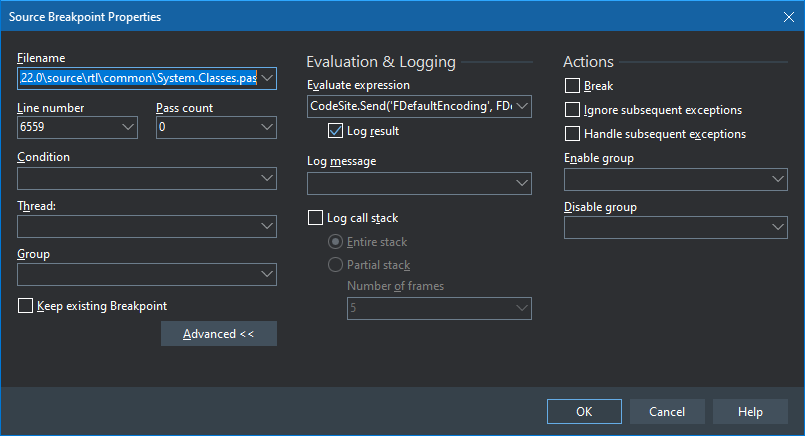 Source Breakpoint Properties
Filename
22.0\source\rtl\common\System.Classes.pas
Line number
Pass count
6559
0
Condition
Thread:
Group
Keep existing Breakpoint
Advanced <<
Evaluation & Logging
Evaluate expression
CodeSite.Send('FDefaultEncoding', FD
Log result
Log message
Log call stack
Entire stack
Partial stack
Number of frames
5
Actions
Break
Ignore subsequent exceptions
Handle subsequent exceptions
Enable group
Disable group
OK
Cancel
Help